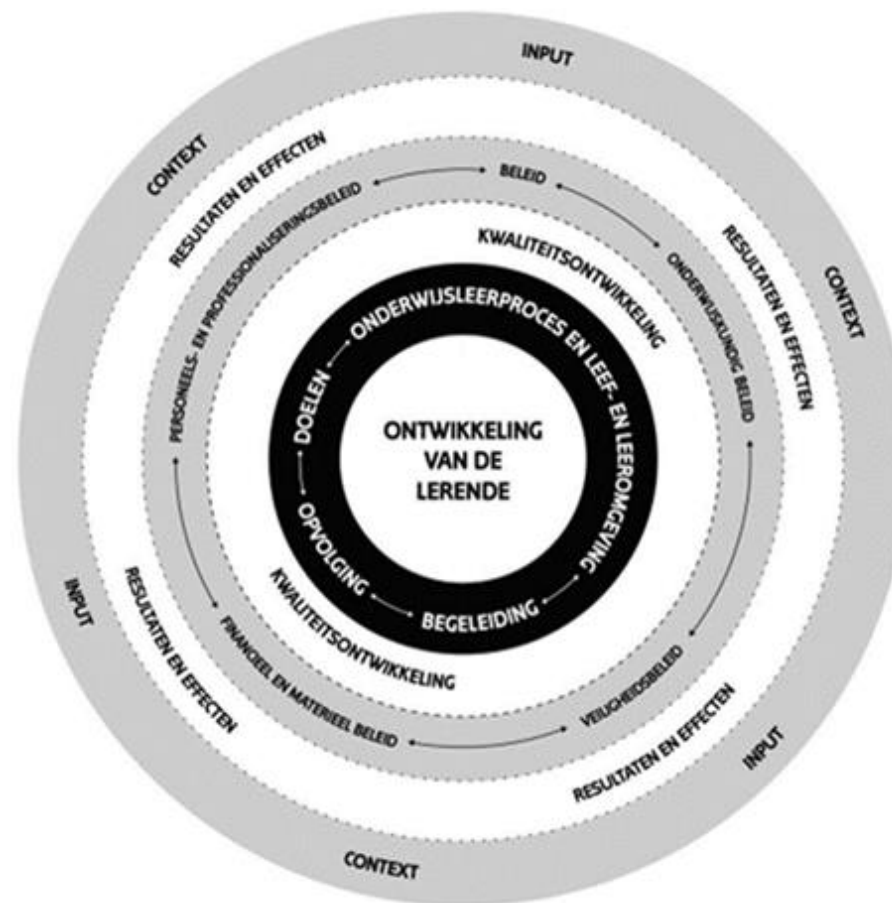 INPUT
CONTEXT
RESULTATEN EN EFFECTEN
BELEID
PERSONEELS- EN PROFESSIONALISERINGSBELEID
KWALITEITSONTWIKKELING
RESULTATEN EN EFFECTEN
CONTEXT
ONDERWIJSKUNDIG BELEID
ONDERWIJSLEERPROCES EN LEEF- EN LEEROMGEVING
DOELEN
ONTWIKKELING
VAN DE
LERENDE
OPVOLGING
BEGELEIDING
KWALITEITSONTWIKKELING
INPUT
RESULTATEN EN EFFECTEN
FINANCIEEL EN MATERIEEL BELEID
VEILIGHEIDSBELEID
RESULTATEN EN EFFECTEN
INPUT
CONTEXT